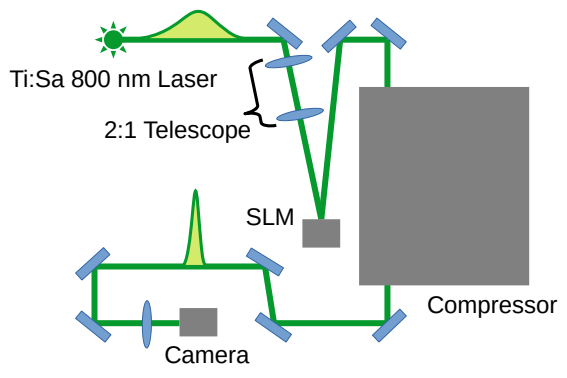 Ti:Sa 800 nm Laser
2:1 Telescope
SLM
Compressor
Camera